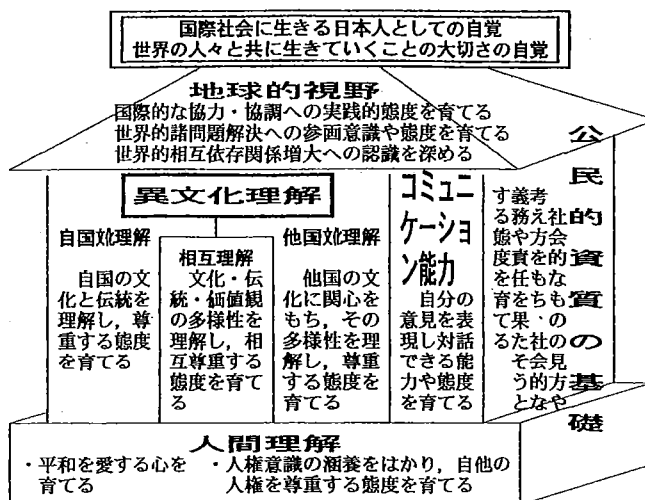 国際社会に生きる日本人としての自覚
世界の人々と共に生きていくことの大切さの自覚
地球的視野
国際的な協力・協調への実践的態度を育てる
世界的諸問題解決への参画意識や態度を育てる
世界的相互依存関係増大への認識を深める
異文化理解
自国文化理解
自国の文
化と伝統を
理解し，尊
重する態度
を育てる
相互理解
文化・伝
統・価値観
の多様性を
理解し，相
互尊重する
態度を育て
る
他国文化理解
他国の文
化に関心を
もち，その
多様性を理
解し，尊重
する態度を
育てる
コミュニ
ケーショ
ン能力
自分の
意見を表
現し対話
できる能
力や態度
を育てる
公民的資質の基礎
社会的なものの見方や
考え方をもち、社会的な
義務や責任を果たそうと
する態度を育てる
人間理解
・平和を愛する心を
育てる
・人権意識の涵養をはかり，自他の
人権を尊重する態度を育てる